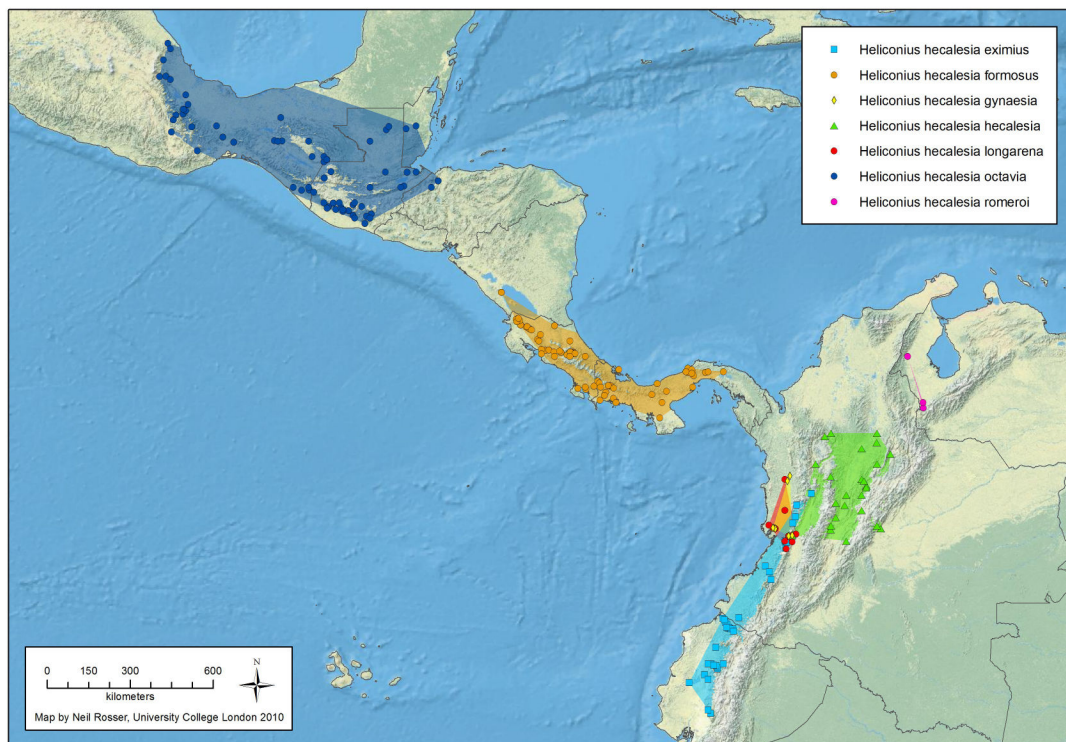 Heliconius hecalesia eximius
Heliconius hecalesia formosus
Heliconius hecalesia gynaesia
Heliconius hecalesia hecalesia
Heliconius hecalesia longarena
Heliconius hecalesia octavia
Heliconius hecalesia romeroi
0 150 300 600
kilometers
N
Map by Neil Rosser, University College London 2010